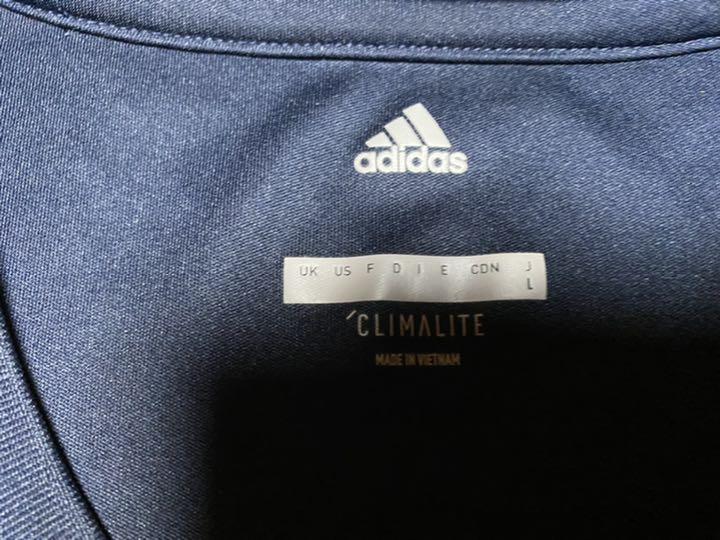 adidas
UK US F D I E CDN J
L
´CLIMALITE
MADE IN VIETNAM